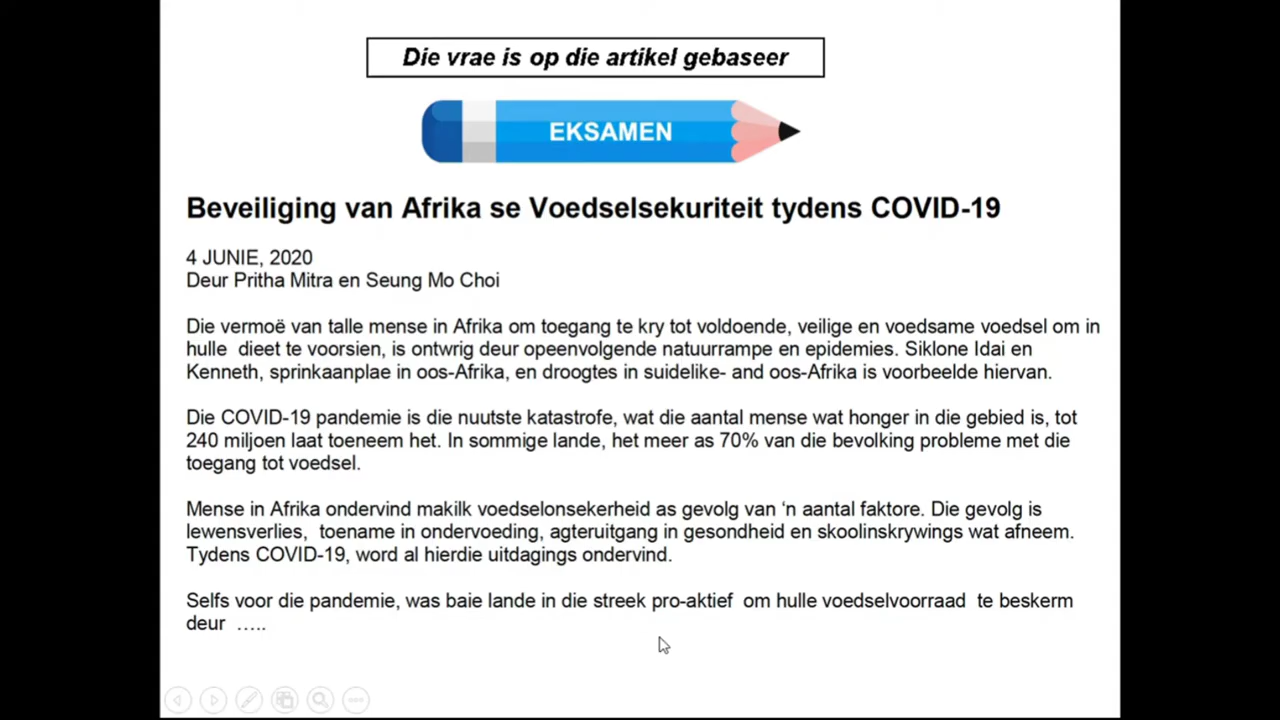 Die vrae is op die artikel gebaseer
EKSAMEN
Beveiliging van Afrika se Voedselsekuriteit tydens COVID-19
4 JUNIE, 2020
Deur Pritha Mitra en Seung Mo Choi
Die vermoë van talle mense in Afrika om toegang te kry tot voldoende, veilige en voedsame voedsel om in
hulle dieet te voorsien, is ontwrig deur opeenvolgende natuurrampe en epidemies. Siklone Idai en
Kenneth, sprinkaanplae in oos-Afrika, en droogtes in suidelike- and oos-Afrika is voorbeelde hiervan.
Die COVID-19 pandemie is die nuutste katastrofe, wat die aantal mense wat honger in die gebied is, tot
240 miljoen laat toeneem het. In sommige lande, het meer as 70% van die bevolking probleme met die
toegang tot voedsel.
Mense in Afrika ondervind makilk voedselonsekerheid as gevolg van ‘n aantal faktore. Die gevolg is
lewensverlies, toename in ondervoeding, agteruitgang in gesondheid en skoolinskrywings wat afneem.
Tydens COVID-19, word al hierdie uitdagings ondervind.
Selfs voor die pandemie, was baie lande in die streek pro-aktief om hulle voedselvoorraad te beskerm
deur …..